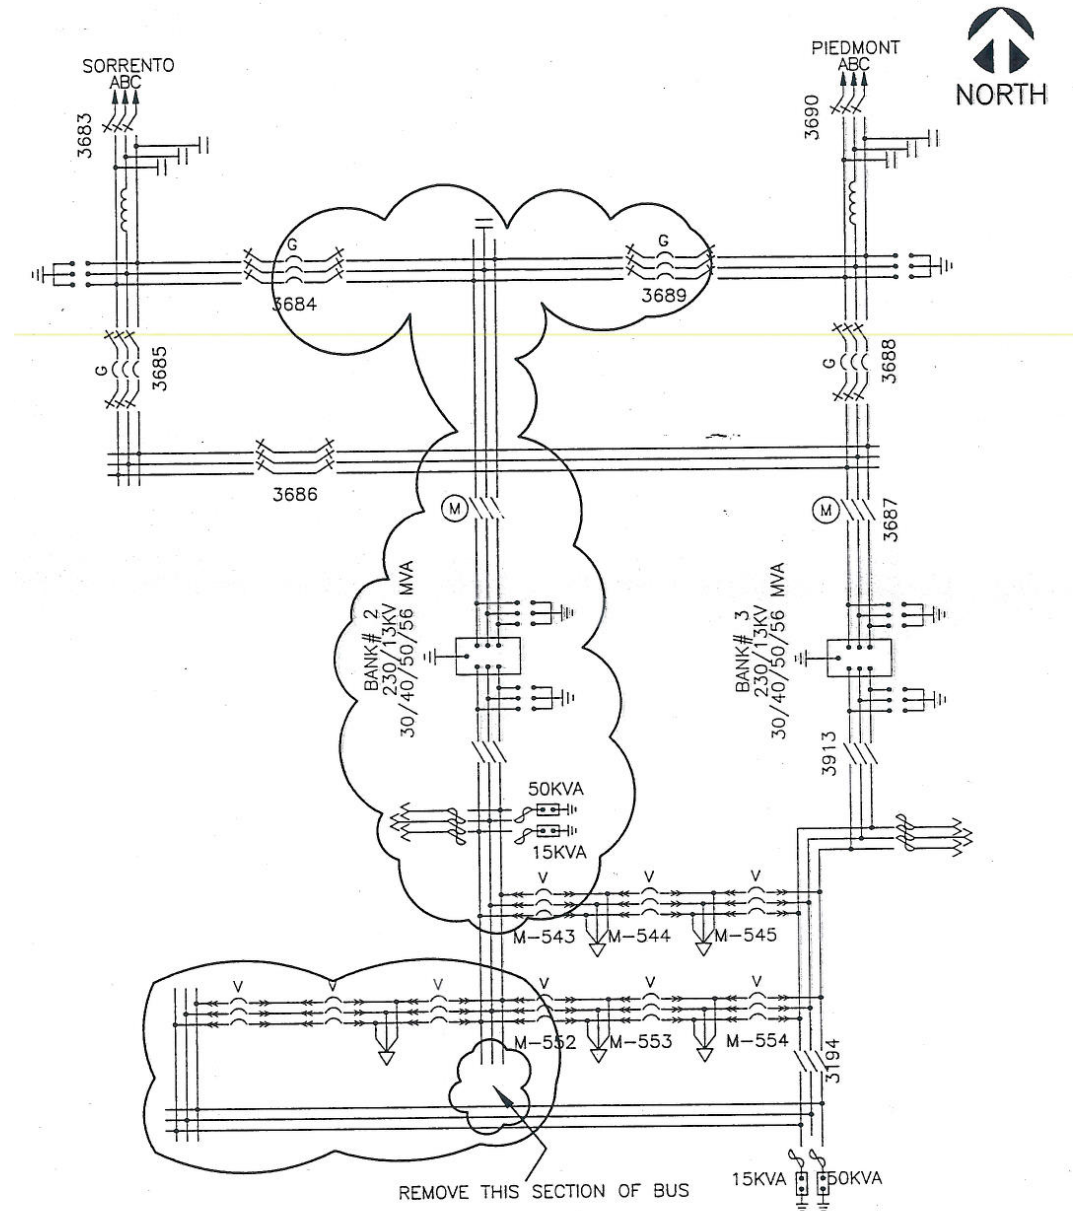 SORRENTO
ABC
PIEDMONT
ABC
NORTH
3683
3690
G
G
3684
3689
G
3685
G
3688
3686
M
M
3687
BANK# 2
230/13KV
30/40/50/56 MVA
BANK# 3
230/13KV
30/40/50/56 MVA
3913
50KVA
15KVA
V
V
V
M-543
M-544
M-545
V
V
V
V
V
V
M-552
M-553
M-554
3194
REMOVE THIS SECTION OF BUS
15KVA
50KVA